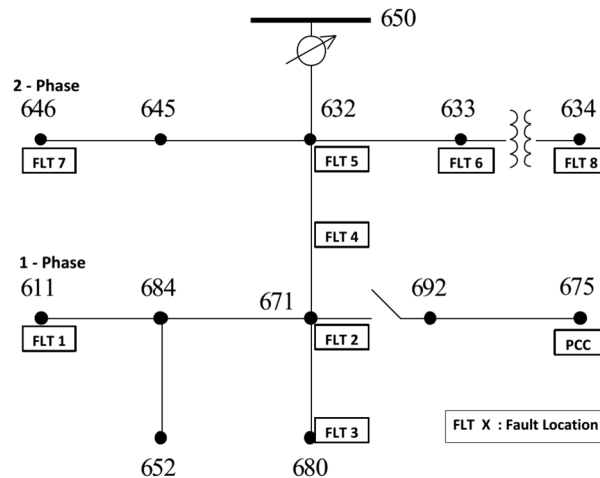 650
2 - Phase
646
645
632
633
634
FLT 7
FLT 5
FLT 6
FLT 8
FLT 4
1 - Phase
611
684
671
692
675
FLT 1
FLT 2
PCC
FLT 3
FLT X : Fault Location
652
680